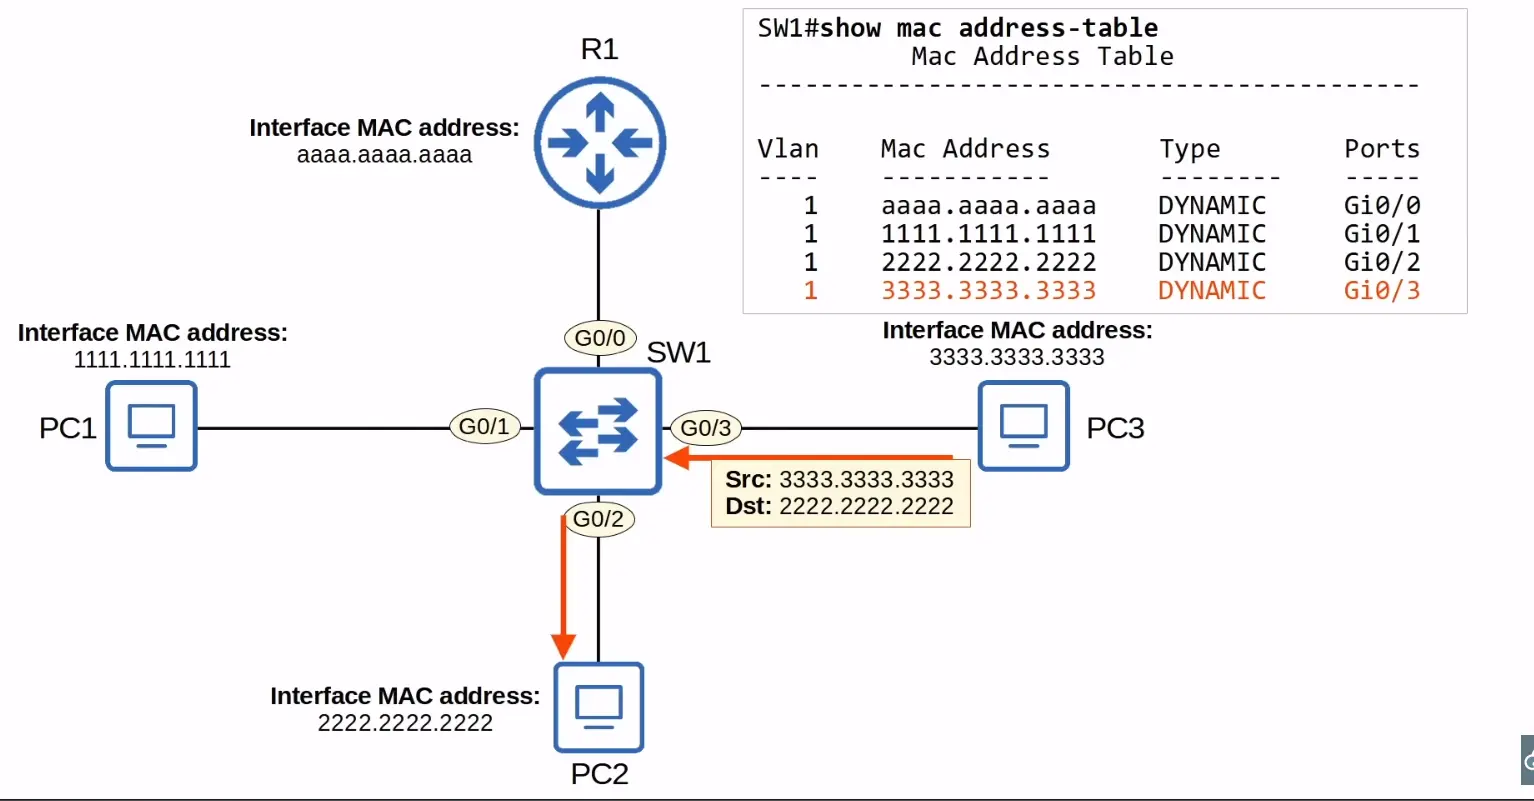 SW1#show mac address-table
Mac Address Table
-------------------------------------------
Vlan Mac Address Type Ports
---- ----------- -------- -----
1 aaaa.aaaa.aaaa DYNAMIC Gi0/0
1 1111.1111.1111 DYNAMIC Gi0/1
1 2222.2222.2222 DYNAMIC Gi0/2
1 3333.3333.3333 DYNAMIC Gi0/3
R1
Interface MAC address:
aaaa.aaaa.aaaa
Interface MAC address:
1111.1111.1111
PC1
G0/0
SW1
G0/1
G0/3
G0/2
Interface MAC address:
3333.3333.3333
PC3
Src: 3333.3333.3333
Dst: 2222.2222.2222
Interface MAC address:
2222.2222.2222
PC2